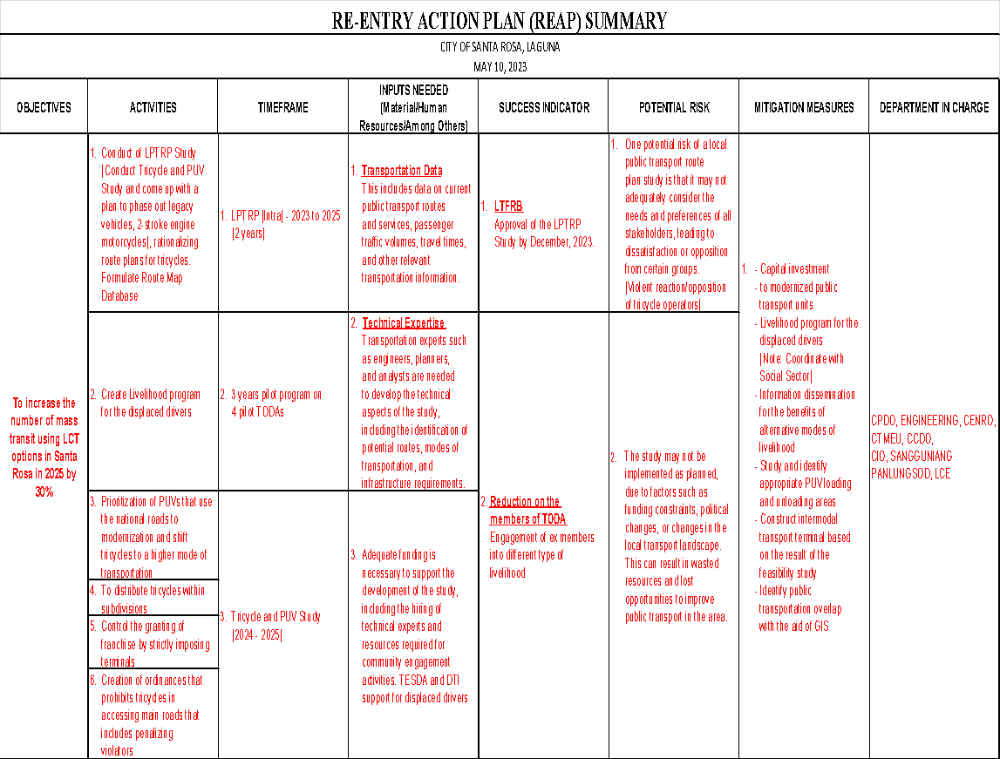 RE-ENTRY ACTION PLAN (REAP) SUMMARY
CITY OF SANTA ROSA, LAGUNA
MAY 10, 2023
OBJECTIVES
ACTIVITIES
TIMEFRAME
INPUTS NEEDED
(Material/Human
Resources/Among Others)
SUCCESS INDICATOR
POTENTIAL RISK
MITIGATION MEASURES
DEPARTMENT IN CHARGE
To increase the
number of mass
transit using LCT
options in Santa
Rosa in 2025 by
30%
1. Conduct of LPTRP Study
(Conduct Tricycle and PUV
Study and come up with a
plan to phase out legacy
vehicles, 2-stroke engine
motorcycles), rationalizing
route plans for tricycles.
Formulate Route Map
Database
2. Create Livelihood program
for the displaced drivers
3. Prioritization of PUVs that use
the national roads to
modernization and shift
tricycles to a higher mode of
transportation
4. To distribute tricycles within
subdivisions
5. Control the granting of
franchise by strictly imposing
terminals
6. Creation of ordinances that
prohibits tricycles in
accessing main roads that
includes penalizing
violators
1. LPTRP (Intra) - 2023 to 2025
(2 years)
2. 3 years pilot program on
4 pilot TODAs
3. Tricycle and PUV Study
(2024 - 2025)
1. Transportation Data
This includes data on current
public transport routes
and services, passenger
traffic volumes, travel times,
and other relevant
transportation information.
2. Technical Expertise
Transportation experts such
as engineers, planners,
and analysts are needed
to develop the technical
aspects of the study,
including the identification of
potential routes, modes of
transportation, and
infrastructure requirements.
3. Adequate funding is
necessary to support the
development of the study,
including the hiring of
technical experts and
resources required for
community engagement
activities. TESDA and DTI
support for displaced drivers
1. LTFRB
Approval of the LPTRP
Study by December, 2023.
2. Reduction on the
members of TODA
Engagement of ex members
into different type of
livelihood
1. One potential risk of a local
public transport route
plan study is that it may not
adequately consider the
needs and preferences of all
stakeholders, leading to
dissatisfaction or opposition
from certain groups.
(Violent reaction/opposition
of tricycle operators)
2. The study may not be
implemented as planned,
due to factors such as
funding constraints, political
changes, or changes in the
local transport landscape.
This can result in wasted
resources and lost
opportunities to improve
public transport in the area.
1. - Capital investment
- to modernized public
transport units
- Livelihood program for the
displaced drivers
(Note: Coordinate with
Social Sector)
- Information dissemination
for the benefits of
alternative modes of
livelihood
- Study and identify
appropriate PUV loading
and unloading areas
- Construct intermodal
transport terminal based
on the result of the
feasibility study
- Identify public
transportation overlap
with the aid of GIS
CPDO, ENGINEERING, CENRO,
CTMEU, CCDO,
CIO, SANGGUNIANG
PANLUNGSOD, LCE